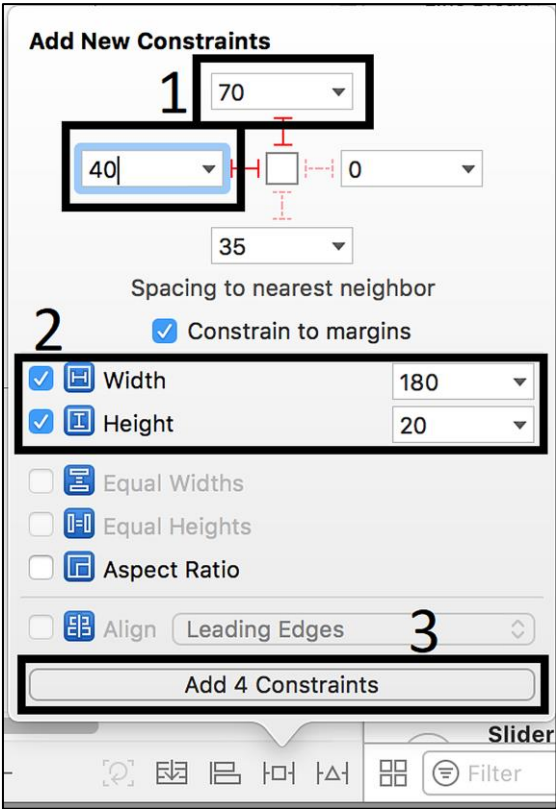 Add New Constraints
1
70
40
0
35
Spacing to nearest neighbor
2
Constrain to margins
Width 180
Height 20
Equal Widths
Equal Heights
Aspect Ratio
Align Leading Edges
3
Add 4 Constraints
Slider
Filter